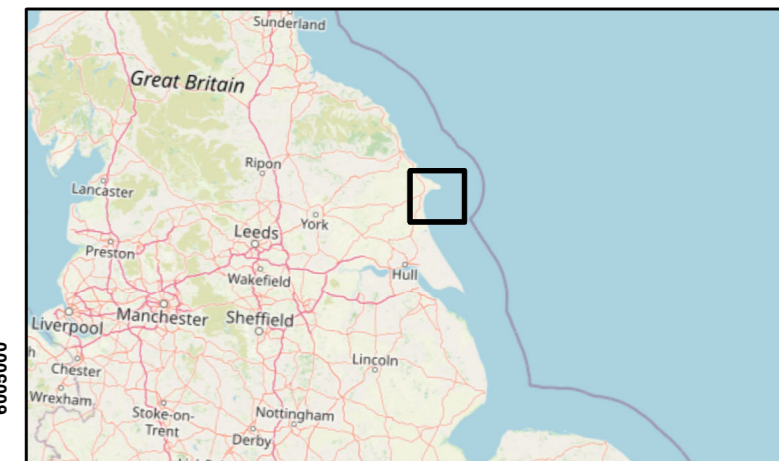 Sunderland
Great Britain
Ripon
Lancaster
York
Leeds
Preston
Hull
Wakefield
Manchester
Sheffield
Liverpool
h
Chester
Lincoln
Wrexham
Stoke-on-
Trent
Nottingham
Derby